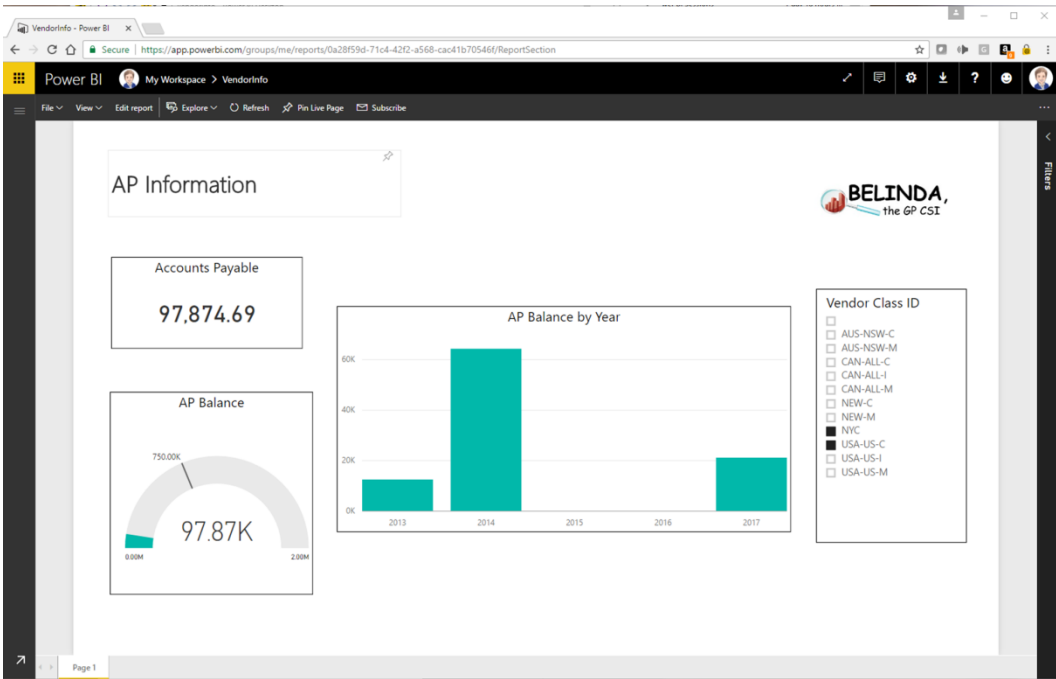 VendorInfo - Power BI
Secure | https://app.powerbi.com/groups/me/reports/0a28f59d-71c4-42f2-a568-cac41b70546f/ReportSection
Power BI My Workspace > VendorInfo
File View Edit report Explore Refresh Pin Live Page Subscribe
Filters
AP Information
BELINDA,
the GP CSI
Accounts Payable
97,874.69
AP Balance
750.00K
97.87K
0.00M 2.00M
AP Balance by Year
60K
40K
20K
0K
2013 2014 2015 2016 2017
Vendor Class ID
AUS-NSW-C
AUS-NSW-M
CAN-ALL-C
CAN-ALL-I
CAN-ALL-M
NEW-C
NEW-M
NYC
USA-US-C
USA-US-I
USA-US-M
Page 1